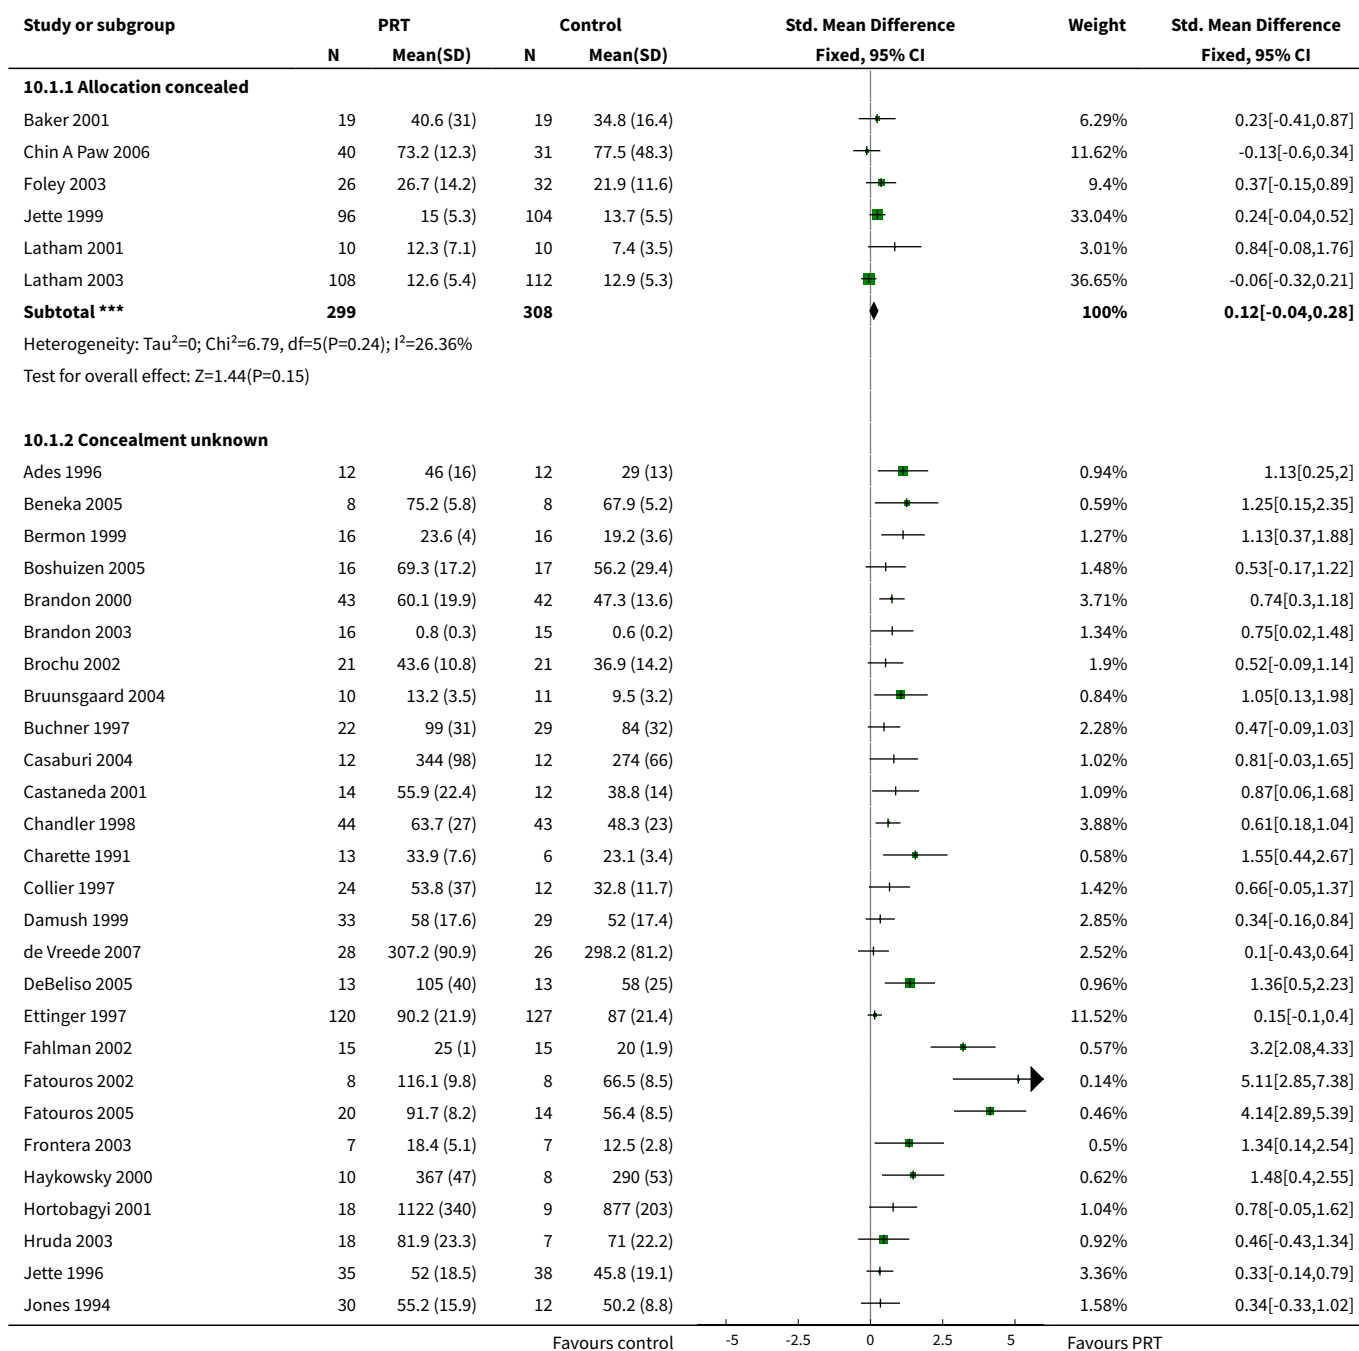 Study or subgroup PRT Control Std. Mean Difference Weight Std. Mean Difference
N Mean(SD) N Mean(SD) Fixed, 95% CI Fixed, 95% CI
10.1.1 Allocation concealed
Baker 2001 19 40.6 (31) 19 34.8 (16.4) 6.29% 0.23[-0.41,0.87]
Chin A Paw 2006 40 73.2 (12.3) 31 77.5 (48.3) 11.62% -0.13[-0.6,0.34]
Foley 2003 26 26.7 (14.2) 32 21.9 (11.6) 9.4% 0.37[-0.15,0.89]
Jette 1999 96 15 (5.3) 104 13.7 (5.5) 33.04% 0.24[-0.04,0.52]
Latham 2001 10 12.3 (7.1) 10 7.4 (3.5) 3.01% 0.84[-0.08,1.76]
Latham 2003 108 12.6 (5.4) 112 12.9 (5.3) 36.65% -0.06[-0.32,0.21]
Subtotal *** 299 308 100% 0.12[-0.04,0.28]
Heterogeneity: Tau²=0; Chi²=6.79, df=5(P=0.24); I²=26.36%
Test for overall effect: Z=1.44(P=0.15)
10.1.2 Concealment unknown
Ades 1996 12 46 (16) 12 29 (13) 0.94% 1.13[0.25,2]
Beneka 2005 8 75.2 (5.8) 8 67.9 (5.2) 0.59% 1.25[0.15,2.35]
Bermon 1999 16 23.6 (4) 16 19.2 (3.6) 1.27% 1.13[0.37,1.88]
Boshuizen 2005 16 69.3 (17.2) 17 56.2 (29.4) 1.48% 0.53[-0.17,1.22]
Brandon 2000 43 60.1 (19.9) 42 47.3 (13.6) 3.71% 0.74[0.3,1.18]
Brandon 2003 16 0.8 (0.3) 15 0.6 (0.2) 1.34% 0.75[0.02,1.48]
Brochu 2002 21 43.6 (10.8) 21 36.9 (14.2) 1.9% 0.52[-0.09,1.14]
Bruunsgaard 2004 10 13.2 (3.5) 11 9.5 (3.2) 0.84% 1.05[0.13,1.98]
Buchner 1997 22 99 (31) 29 84 (32) 2.28% 0.47[-0.09,1.03]
Casaburi 2004 12 344 (98) 12 274 (66) 1.02% 0.81[-0.03,1.65]
Castaneda 2001 14 55.9 (22.4) 12 38.8 (14) 1.09% 0.87[0.06,1.68]
Chandler 1998 44 63.7 (27) 43 48.3 (23) 3.88% 0.61[0.18,1.04]
Charette 1991 13 33.9 (7.6) 6 23.1 (3.4) 0.58% 1.55[0.44,2.67]
Collier 1997 24 53.8 (37) 12 32.8 (11.7) 1.42% 0.66[-0.05,1.37]
Damush 1999 33 58 (17.6) 29 52 (17.4) 2.85% 0.34[-0.16,0.84]
de Vreede 2007 28 307.2 (90.9) 26 298.2 (81.2) 2.52% 0.1[-0.43,0.64]
DeBeliso 2005 13 105 (40) 13 58 (25) 0.96% 1.36[0.5,2.23]
Ettinger 1997 120 90.2 (21.9) 127 87 (21.4) 11.52% 0.15[-0.1,0.4]
Fahlman 2002 15 25 (1) 15 20 (1.9) 0.57% 3.2[2.08,4.33]
Fatouros 2002 8 116.1 (9.8) 8 66.5 (8.5) 0.14% 5.11[2.85,7.38]
Fatouros 2005 20 91.7 (8.2) 14 56.4 (8.5) 0.46% 4.14[2.89,5.39]
Frontera 2003 7 18.4 (5.1) 7 12.5 (2.8) 0.5% 1.34[0.14,2.54]
Haykowsky 2000 10 367 (47) 8 290 (53) 0.62% 1.48[0.4,2.55]
Hortobagyi 2001 18 1122 (340) 9 877 (203) 1.04% 0.78[-0.05,1.62]
Hruda 2003 18 81.9 (23.3) 7 71 (22.2) 0.92% 0.46[-0.43,1.34]
Jette 1996 35 52 (18.5) 38 45.8 (19.1) 3.36% 0.33[-0.14,0.79]
Jones 1994 30 55.2 (15.9) 12 50.2 (8.8) 1.58% 0.34[-0.33,1.02]
Favours control -5 -2.5 0 2.5 5 Favours PRT